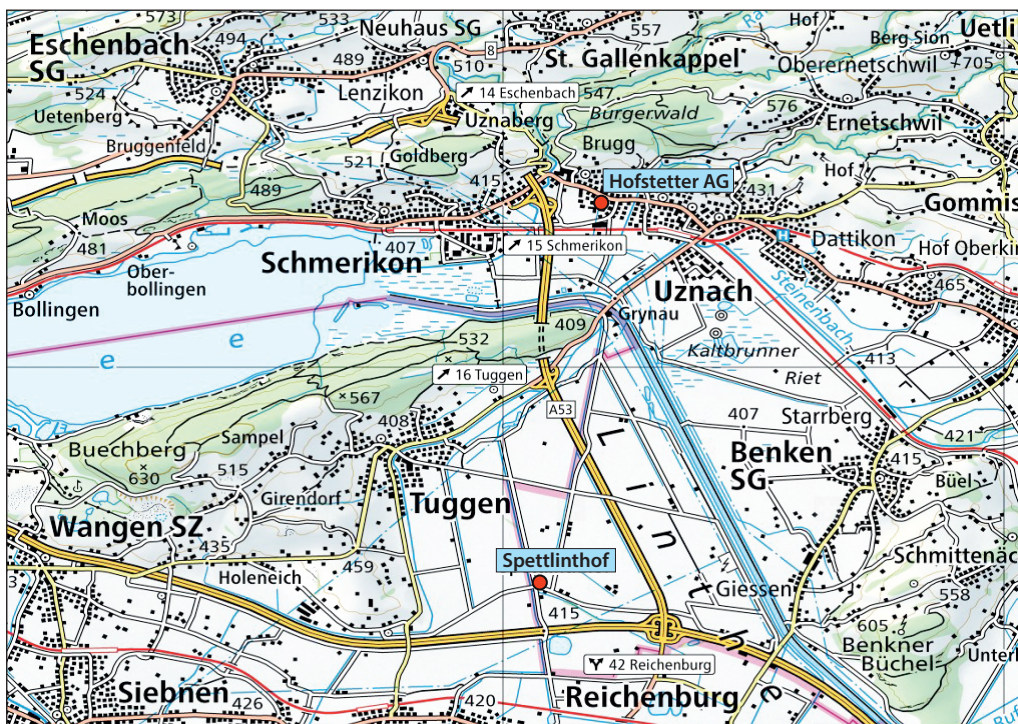 573
533
Neuhaus SG
557
Hof
Berg Sion
Uetli
Eschenbach
SG
494
489
8
510
St. Gallenkappel
Oberernetschwil
705
524
Lenzikon
14 Eschenbach
547
576
Uetenberg
Uznaberg
Burgerwald
Ernetschwil
Bruggenfeld
521
Goldberg
Brugg
Hof
489
415
Hofstetter AG
431
Gommis
Moos
481
407
15 Schmerikon
Dattikon
Hof Oberkir
Ober-
bollingen
Schmerikon
Bollingen
Uznach
Steinenbach
465
e
e
409
Grynau
532
Kaltbrunner
413
16 Tuggen
Riet
567
A53
408
407
Starrberg
Sampel
421
Buechberg
515
Benken
SG
415
630
Büel
Girendorf
Tuggen
Wangen SZ
Linthe
435
Spettlinthof
Schmittenäc
Holeneich
459
558
3
415
Giessen
605
Benkner
Büchel
Unterh
42 Reichenburg
Siebnen
426
420
Reichenburg